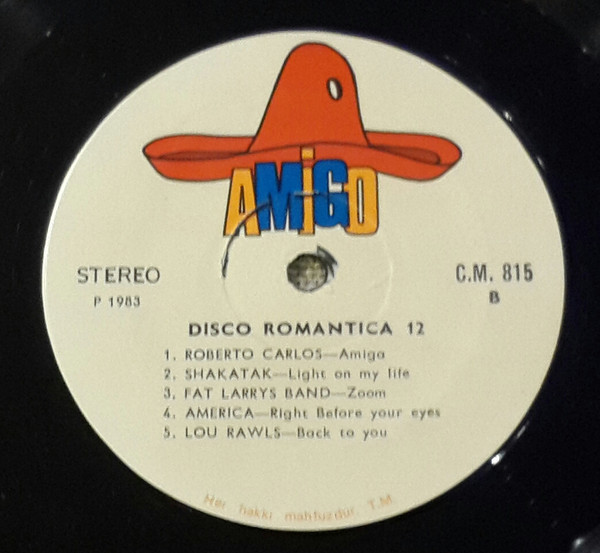 AMiGO
STEREO
P 1983
C.M. 815
B
DISCO ROMANTICA 12
1. ROBERTO CARLOS—Amiga
2. SHAKATAK—Light on my life
3. FAT LARRYS BAND—Zoom
4. AMERICA—Right Before your eyes
5. LOU RAWLS—Back to you
Her hakkı mahfuzdur. T.M.